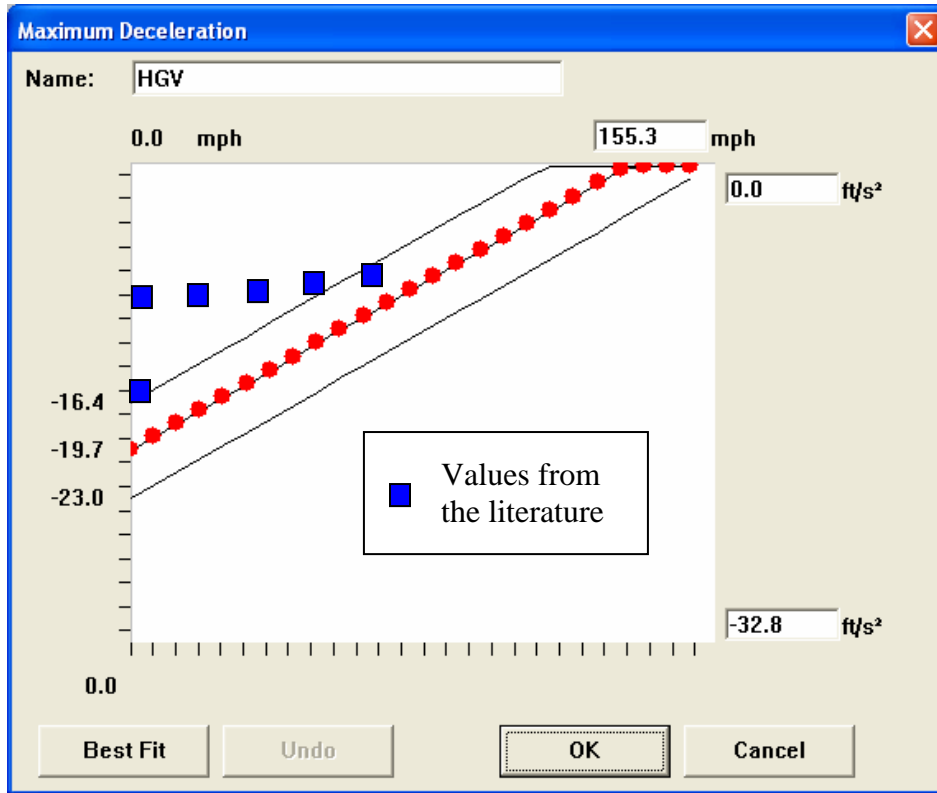 Maximum Deceleration
Name: HGV
0.0 mph 155.3 mph
0.0 ft/s²
-16.4
-19.7
-23.0
Values from
the literature
-32.8 ft/s²
0.0
Best Fit Undo OK Cancel